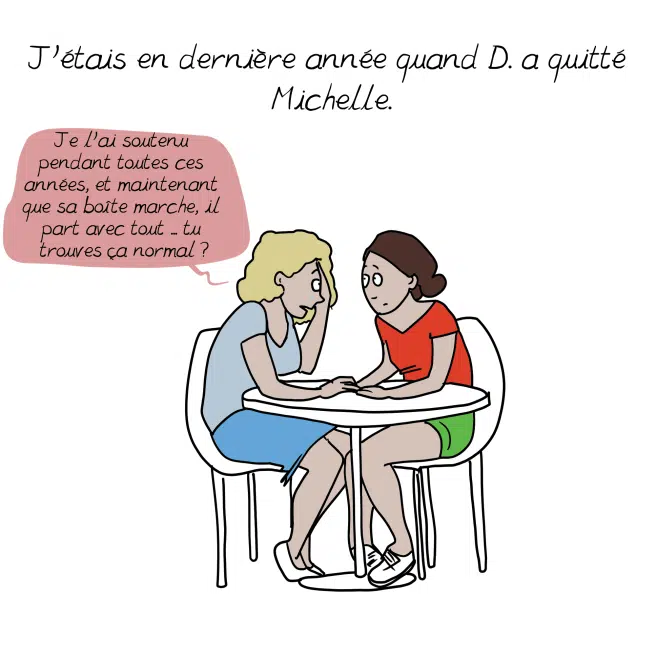 J'étais en dernière année quand D. a quitté
Michelle.
Je l'ai soutenu
pendant toutes ces
années, et maintenant
que sa boîte marche, il
part avec tout .. tu
trouves ça normal ?